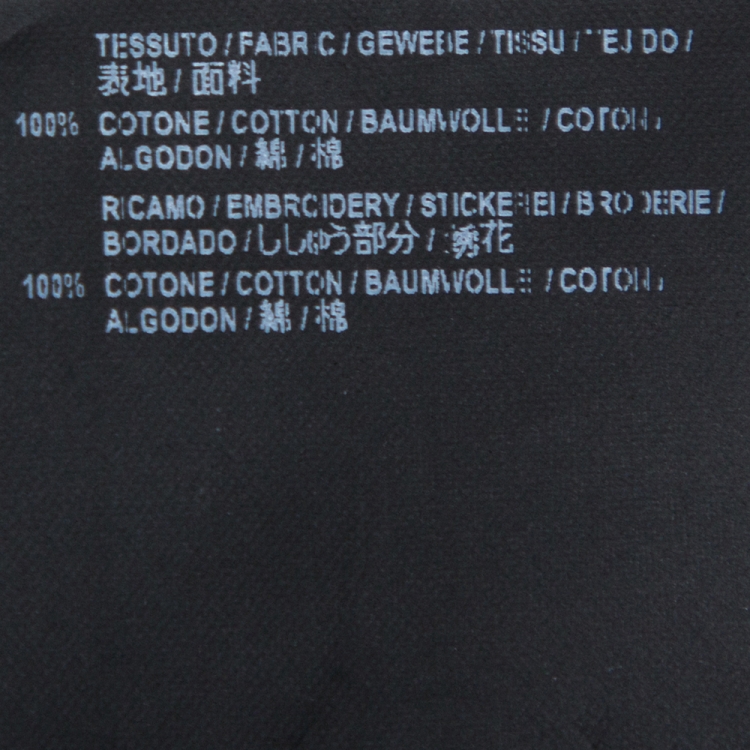 TESSUTO / FABRIC / GEWEBE / TISSU / TEJIDO /
表地 / 面料
100% COTONE / COTTON / BAUMWOLLE / COTON /
ALGODON / 綿 / 棉
RICAMO / EMBROIDERY / STICKEREI / BRODERIE /
BORDADO / ししゅう部分 / 绣花
100% COTONE / COTTON / BAUMWOLLE / COTON /
ALGODON / 綿 / 棉